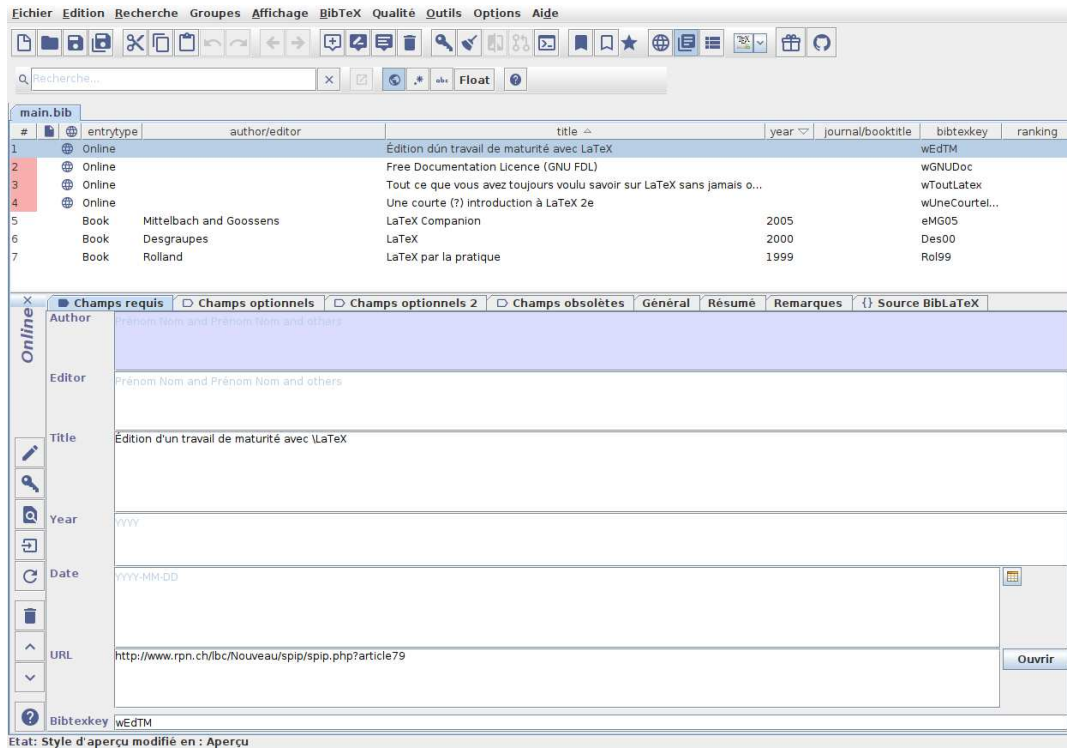 Fichier Edition Recherche Groupes Affichage BibTeX Qualité Outils Options Aide
Recherche... abc Float
main.bib
# entrytype author/editor title year journal/booktitle bibtexkey ranking
1 Online Édition dún travail de maturité avec LaTeX wEdTM
2 Online Free Documentation Licence (GNU FDL) wGNUDoc
3 Online Tout ce que vous avez toujours voulu savoir sur LaTeX sans jamais o... wToutLatex
4 Online Une courte (?) introduction à LaTeX 2e wUneCourteI...
5 Book Mittelbach and Goossens LaTeX Companion 2005 eMG05
6 Book Desgraupes LaTeX 2000 Des00
7 Book Rolland LaTeX par la pratique 1999 Rol99
Champs requis Champs optionnels Champs optionnels 2 Champs obsolètes Général Résumé Remarques {} Source BibLaTeX
Online
Author Prénom Nom and Prénom Nom and others
Editor Prénom Nom and Prénom Nom and others
Title Édition d'un travail de maturité avec \LaTeX
Year YYYY
Date YYYY-MM-DD
URL http://www.rpn.ch/lbc/Nouveau/spip/spip.php?article79 Ouvrir
Bibtexkey wEdTM
Etat: Style d'aperçu modifié en : Aperçu